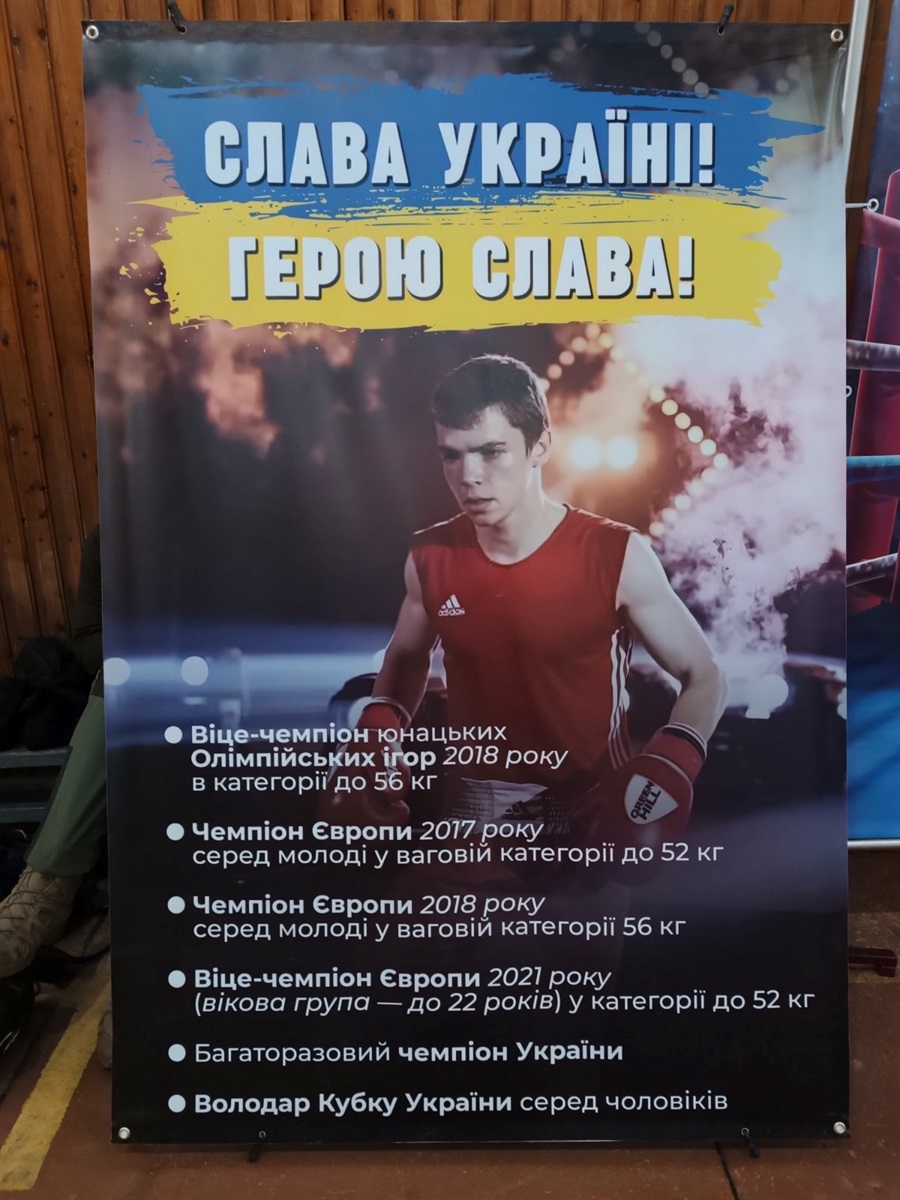 СЛАВА УКРАЇНІ!
ГЕРОЮ СЛАВА!
adidas
GREEN HILL
● Віце-чемпіон юнацьких
Олімпійських ігор 2018 року
в категорії до 56 кг
● Чемпіон Європи 2017 року
серед молоді у ваговій категорії до 52 кг
● Чемпіон Європи 2018 року
серед молоді у ваговій категорії 56 кг
● Віце-чемпіон Європи 2021 року
(вікова група — до 22 років) у категорії до 52 кг
● Багаторазовий чемпіон України
● Володар Кубку України серед чоловіків